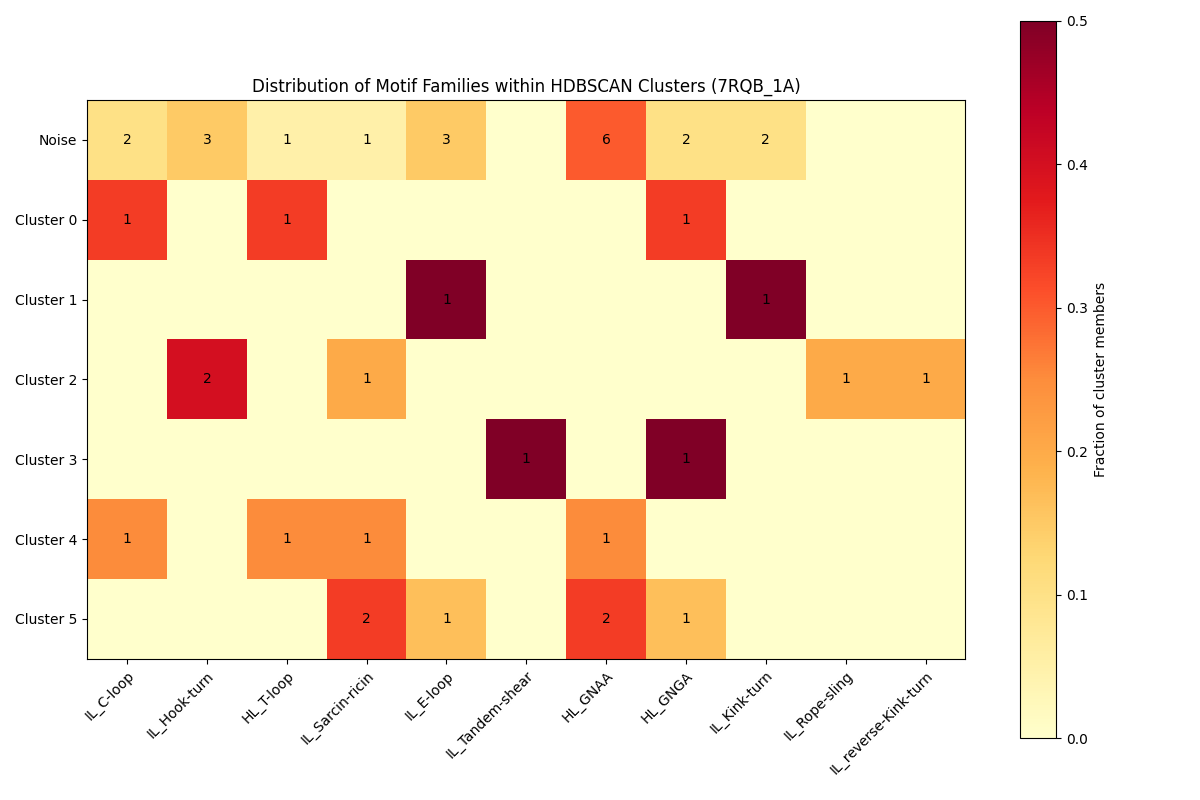 Distribution of Motif Families within HDBSCAN Clusters (7RQB_1A)
Noise 2 3 1 1 3 6 2 2
Cluster 0 1 1 1
Cluster 1 1 1
Cluster 2 2 1 1 1
Cluster 3 1 1
Cluster 4 1 1 1 1
Cluster 5 2 1 2 1
IL_C-loop
IL_Hook-turn
HL_T-loop
IL_Sarcin-ricin
IL_E-loop
IL_Tandem-shear
HL_GNAA
HL_GNGA
IL_Kink-turn
IL_Rope-sling
IL_reverse-Kink-turn
0.5
0.4
0.3
0.2
0.1
0.0
Fraction of cluster members